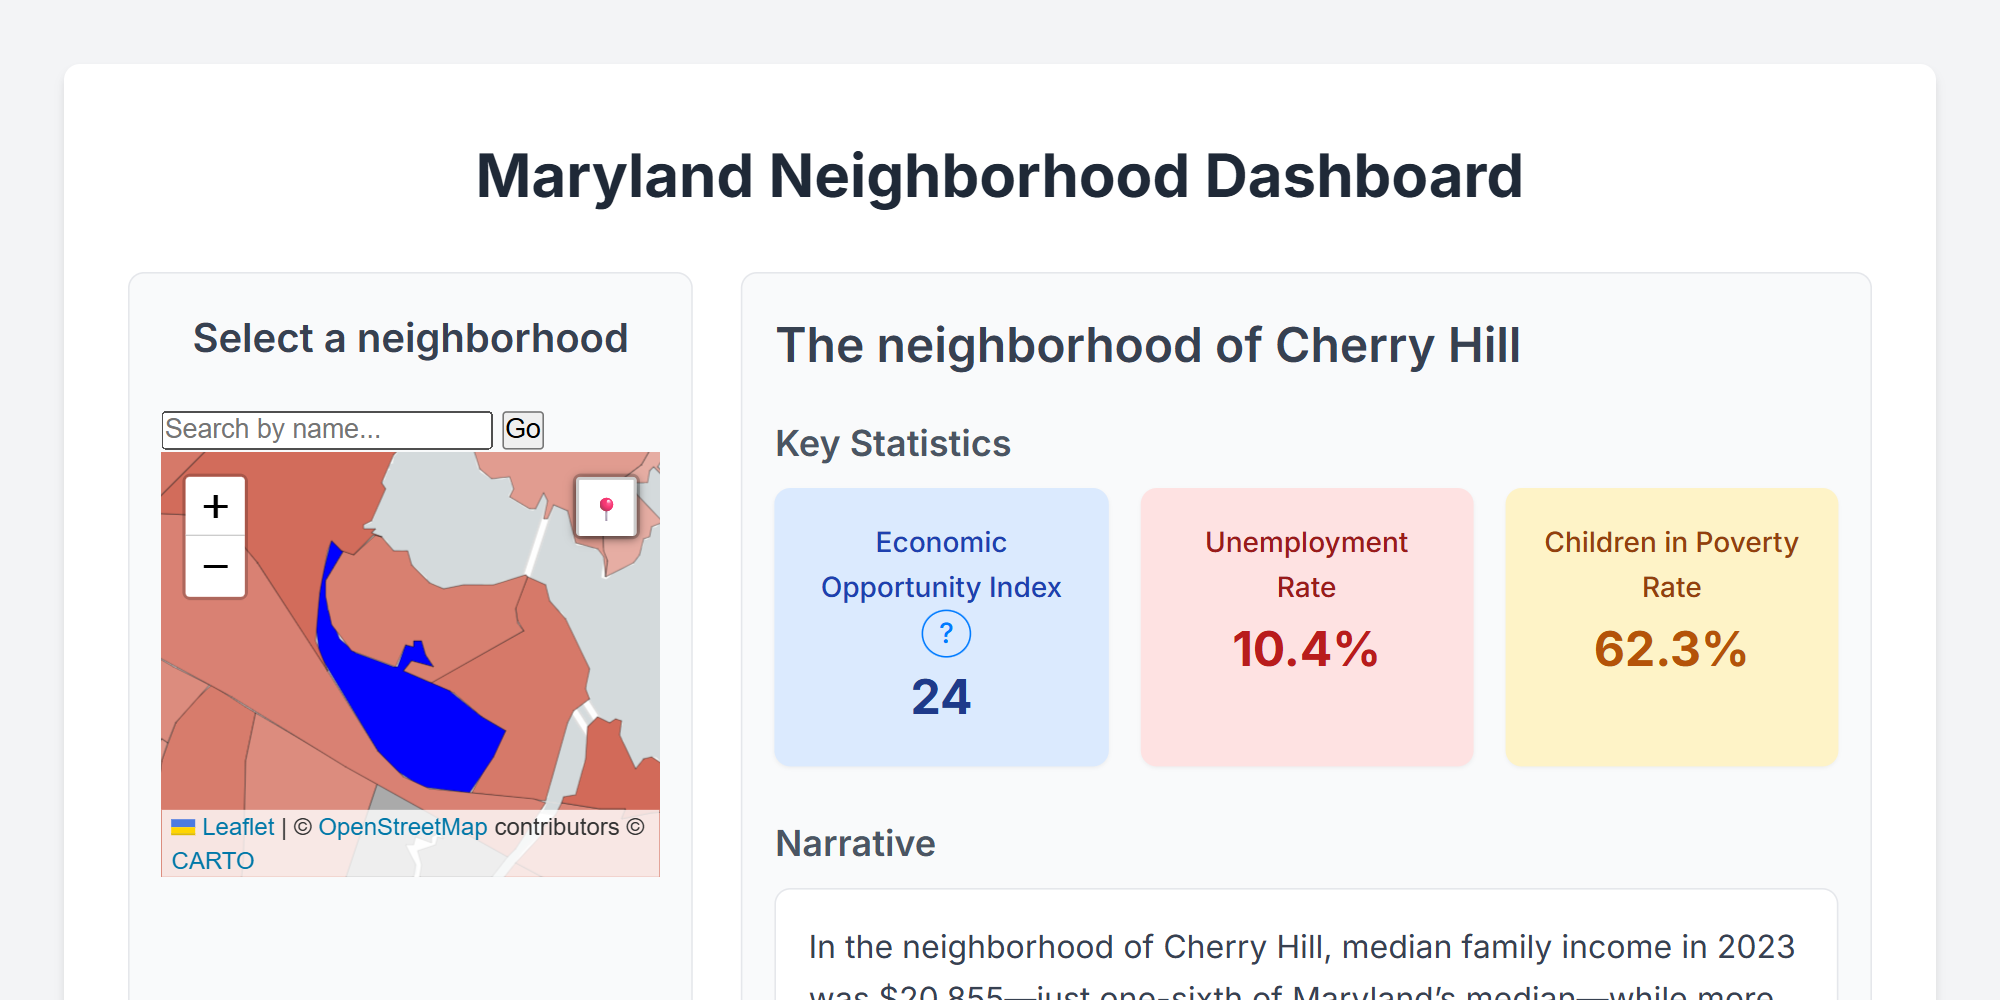 Maryland Neighborhood Dashboard
Select a neighborhood
Search by name...
Go
+
−
Leaflet | © OpenStreetMap contributors ©
CARTO
The neighborhood of Cherry Hill
Key Statistics
Economic
Opportunity Index
?
24
Unemployment
Rate
10.4%
Children in Poverty
Rate
62.3%
Narrative
In the neighborhood of Cherry Hill, median family income in 2023
was $20,855—just one-sixth of Maryland’s median—while more